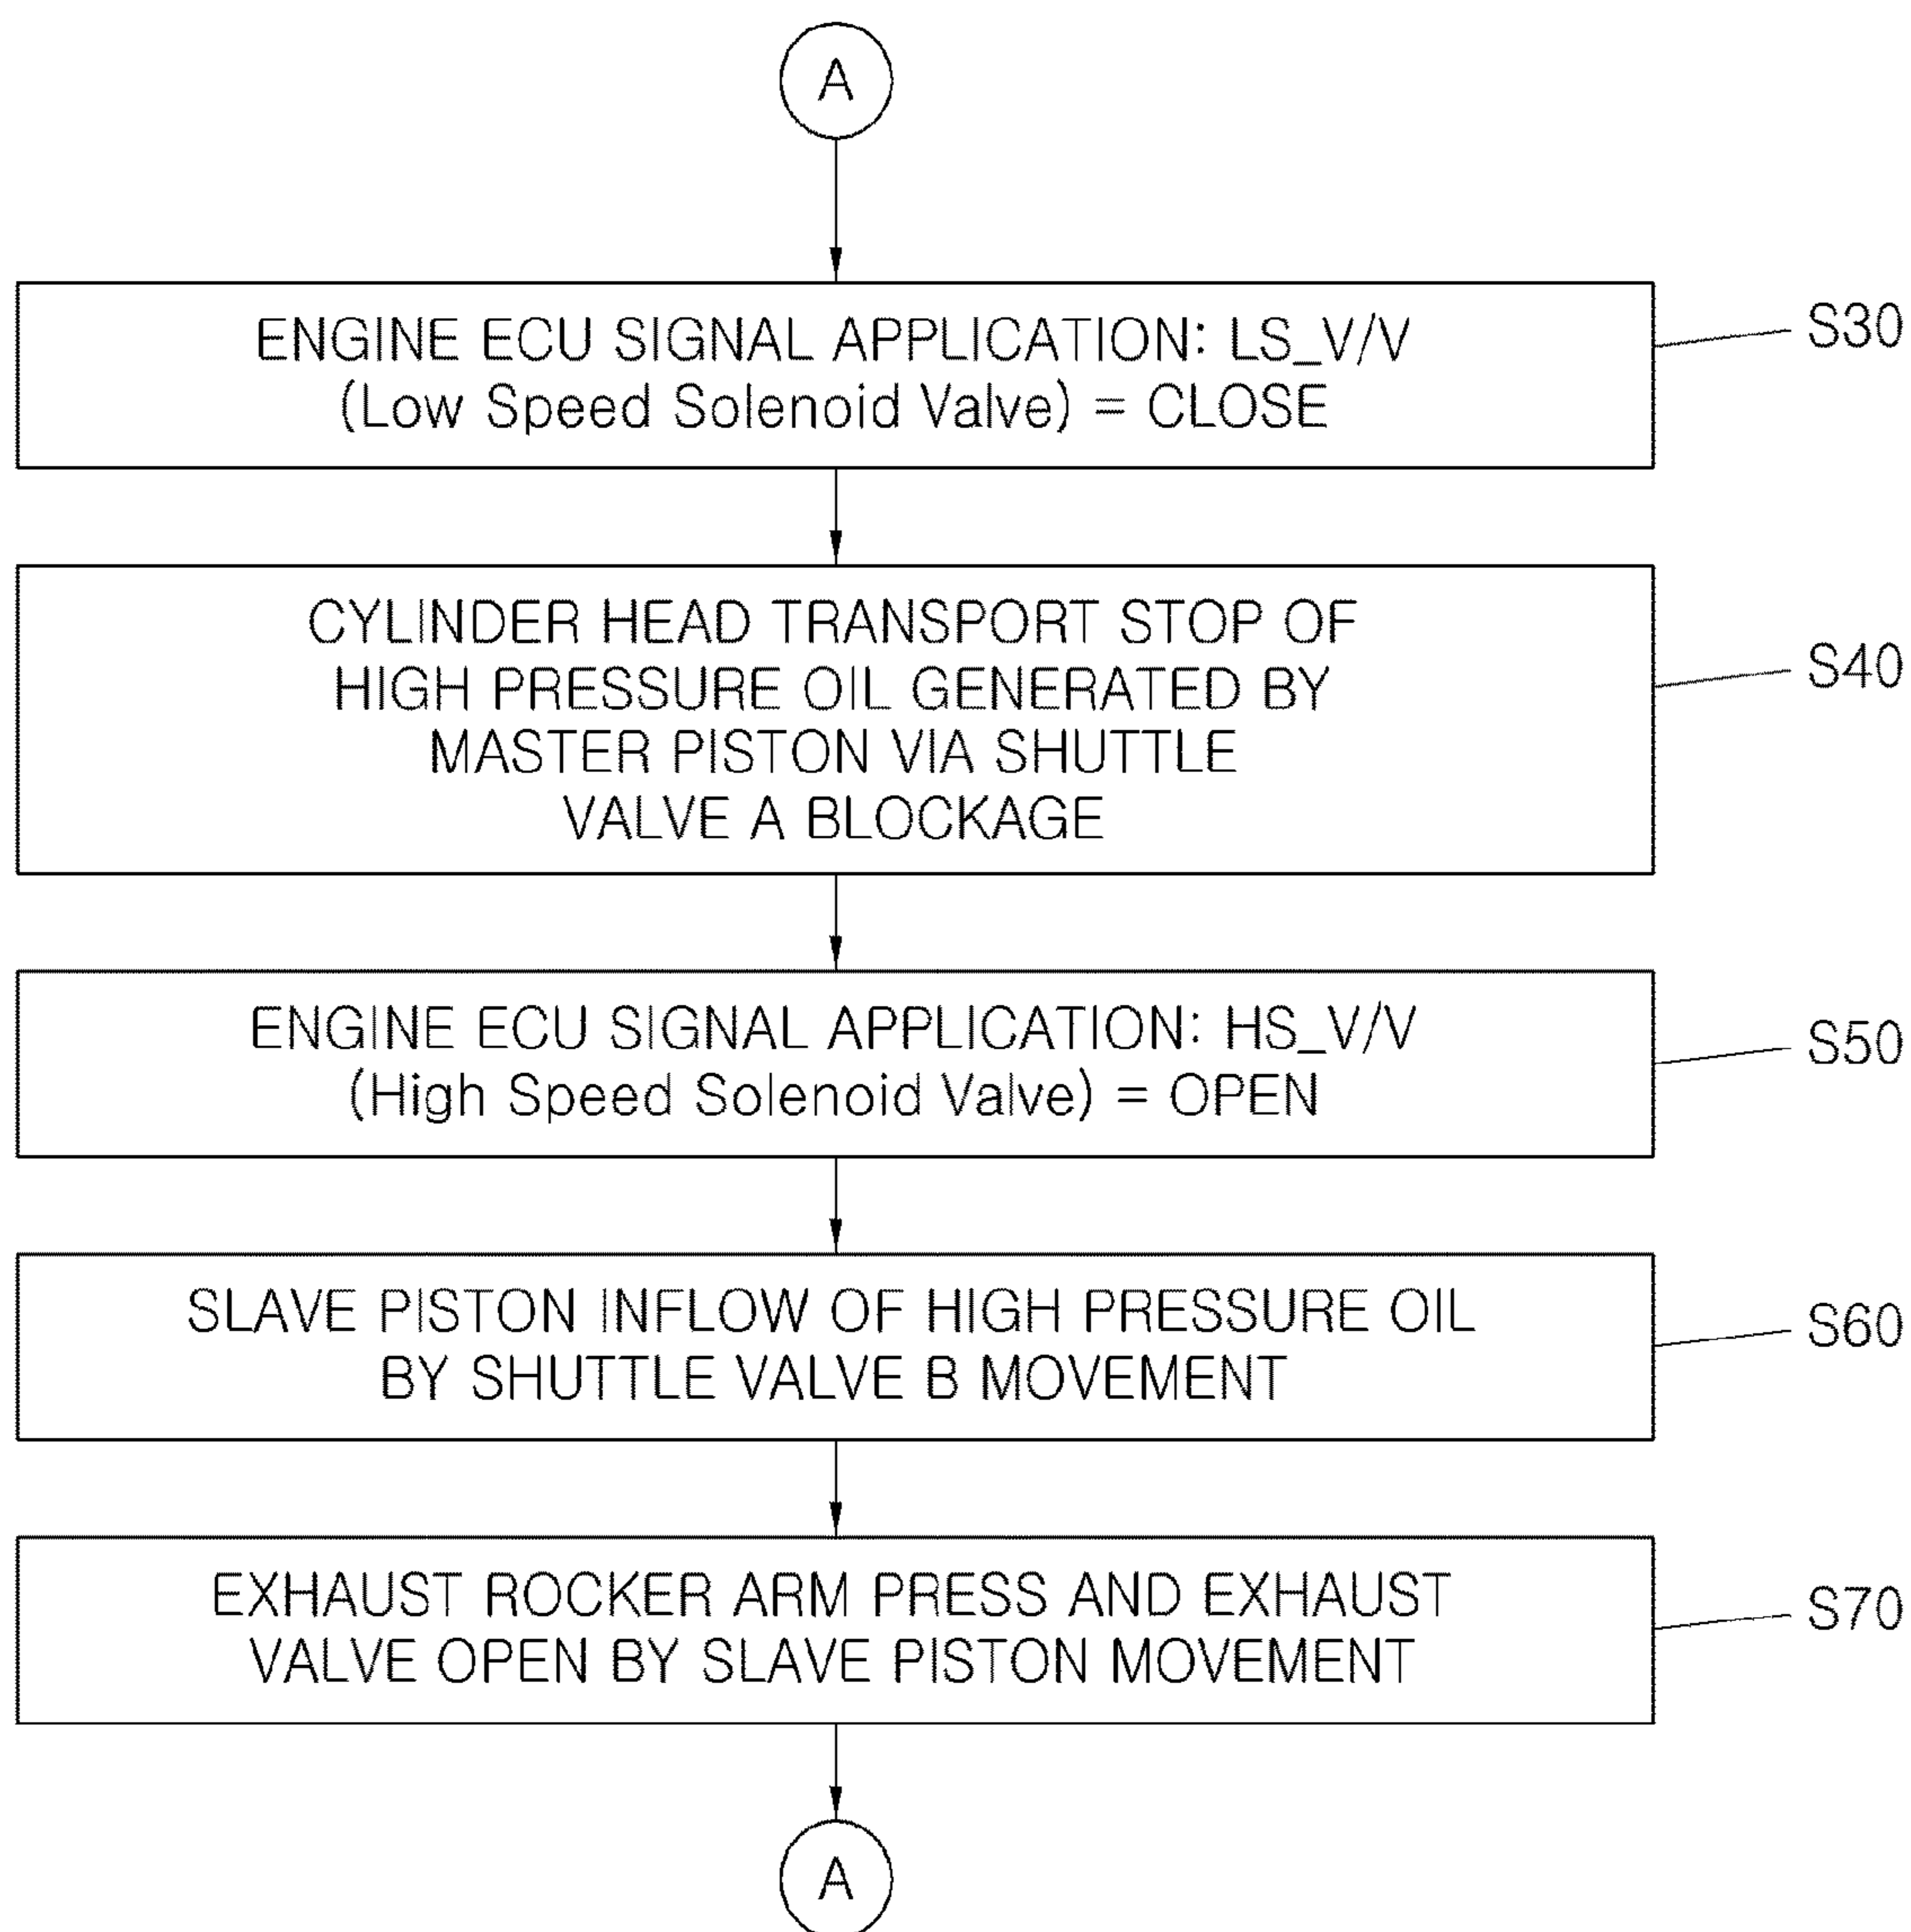 A
ENGINE ECU SIGNAL APPLICATION: LS_V/V
(Low Speed Solenoid Valve) = CLOSE
S30
CYLINDER HEAD TRANSPORT STOP OF
HIGH PRESSURE OIL GENERATED BY
MASTER PISTON VIA SHUTTLE
VALVE A BLOCKAGE
S40
ENGINE ECU SIGNAL APPLICATION: HS_V/V
(High Speed Solenoid Valve) = OPEN
S50
SLAVE PISTON INFLOW OF HIGH PRESSURE OIL
BY SHUTTLE VALVE B MOVEMENT
S60
EXHAUST ROCKER ARM PRESS AND EXHAUST
VALVE OPEN BY SLAVE PISTON MOVEMENT
S70
A